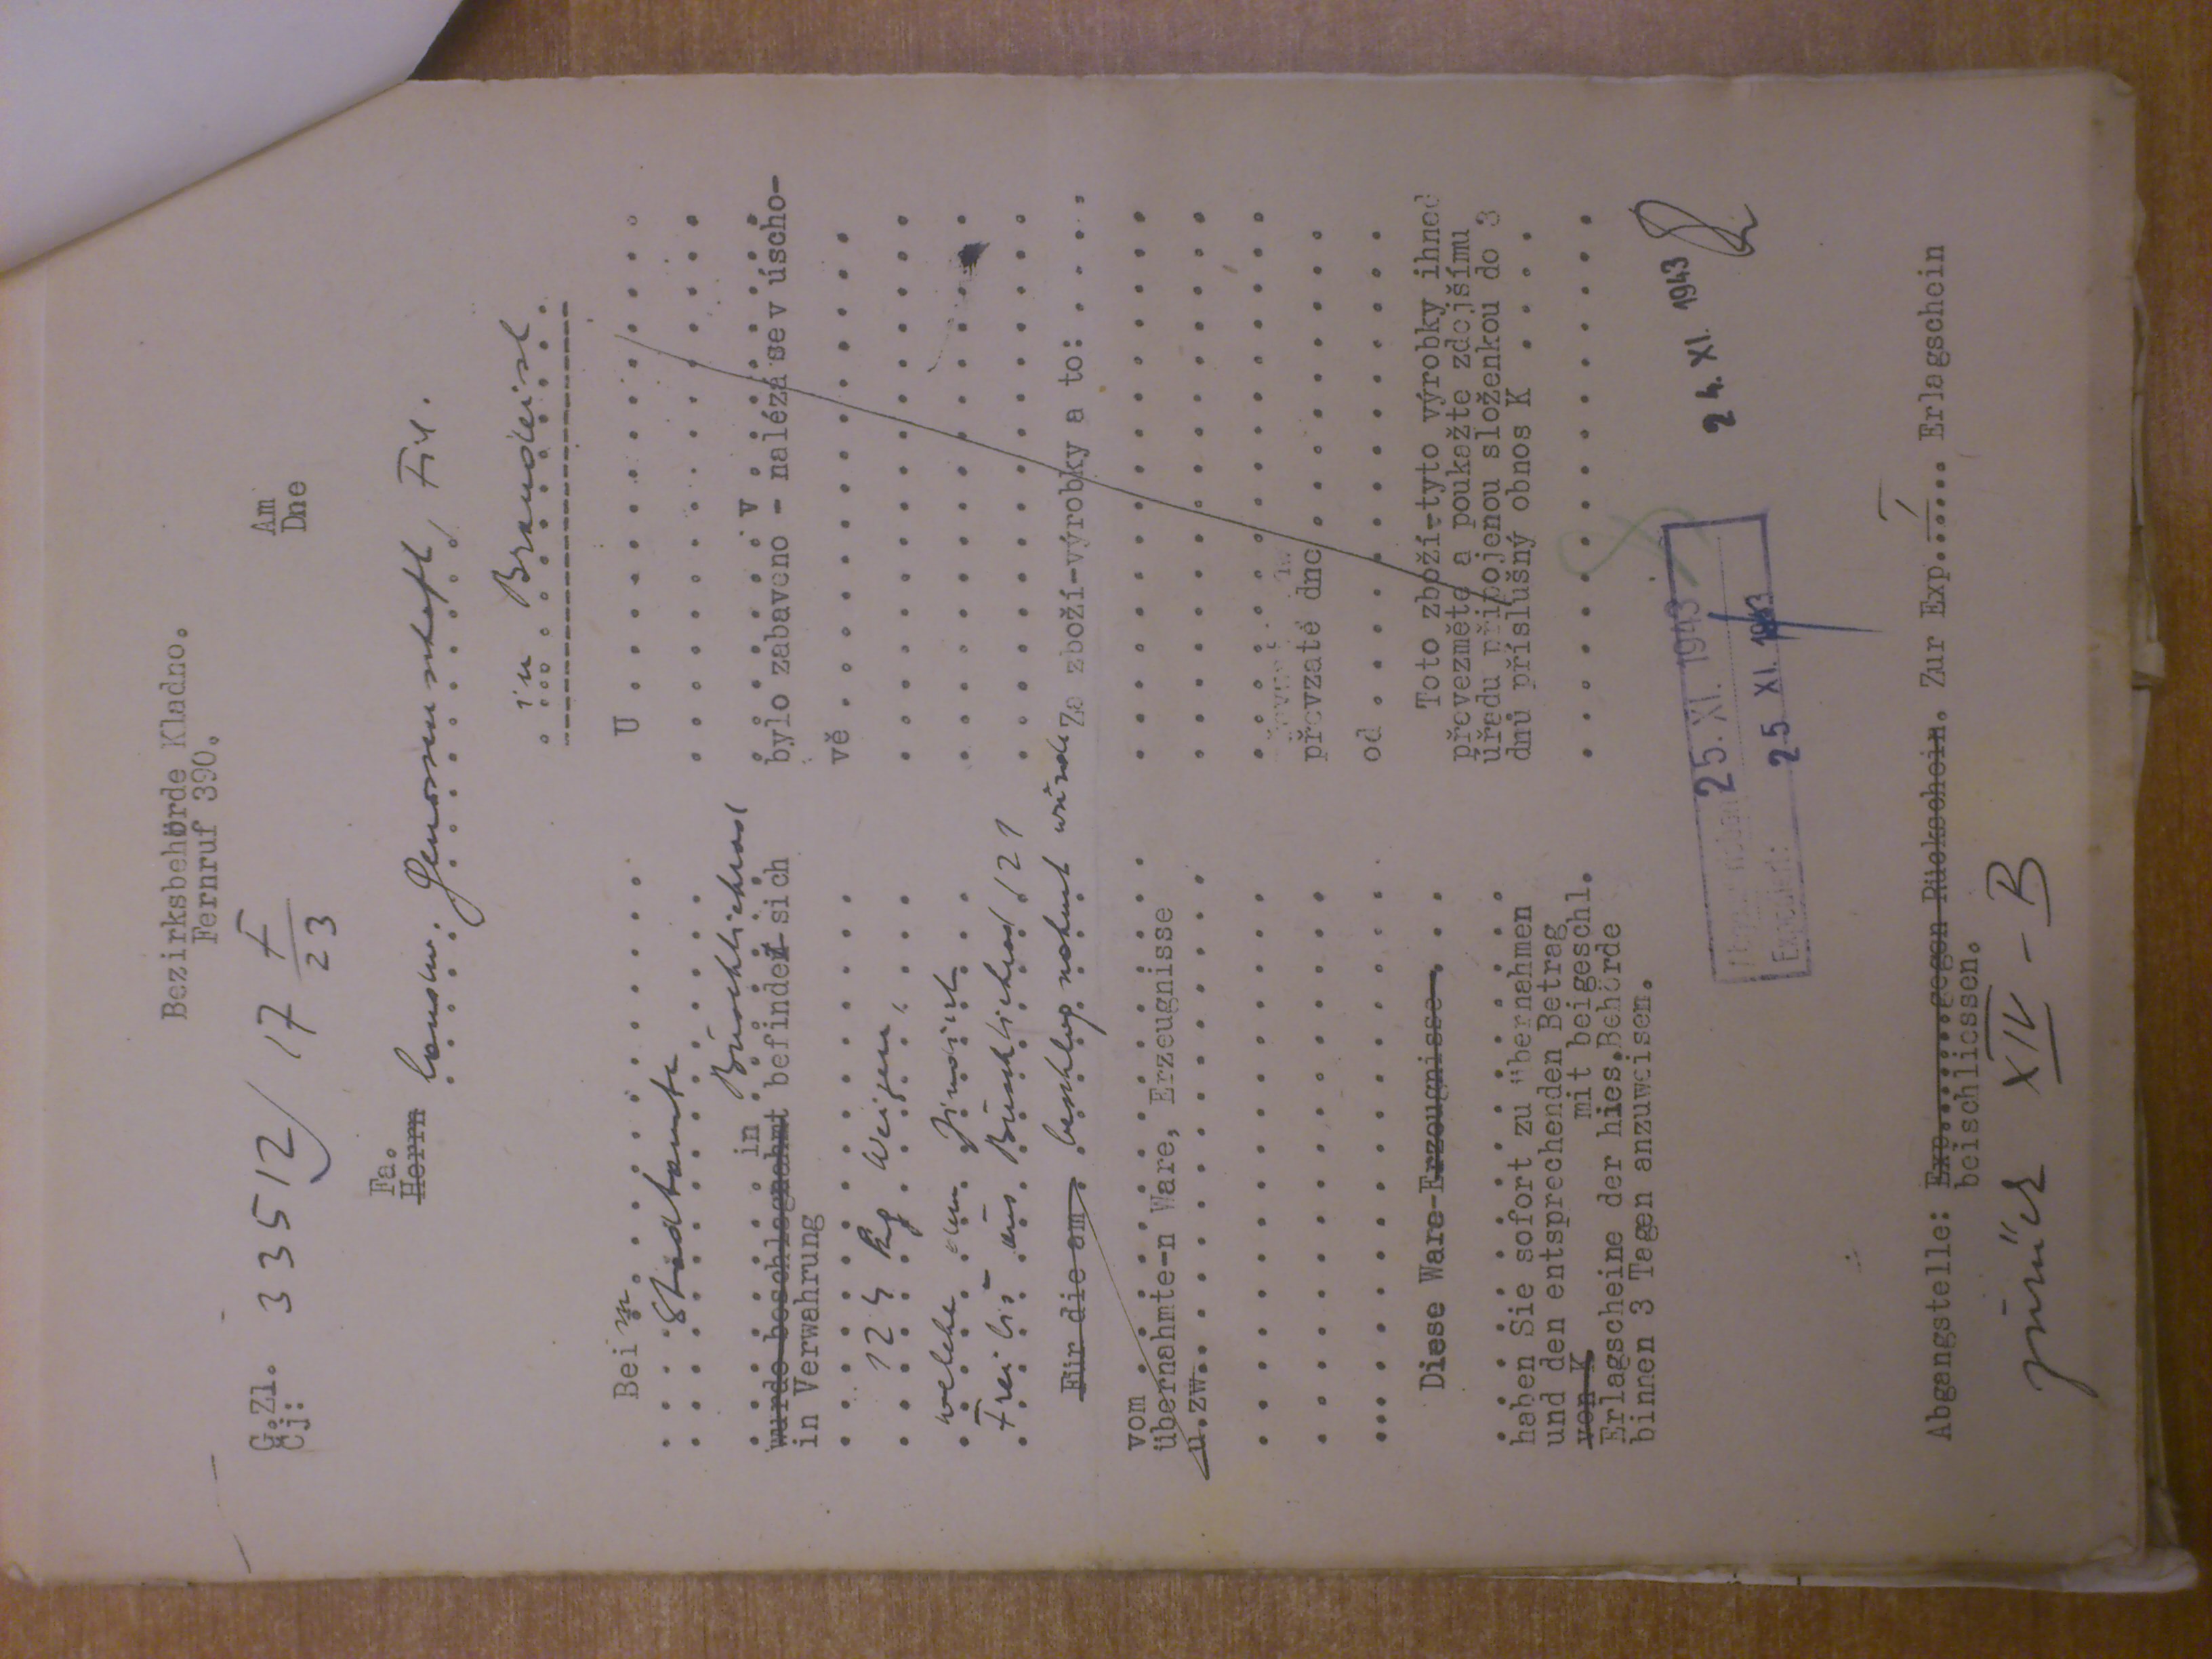 Bezirksbehörde Kladno.
Fernruf 390.
G.Zl. 33512/ 17 F/23
Čj:
Am
Dne
Fa.
Herrn landw. Genossenschaft, Fil.
in Brandeisl
Bei m
Stadtamte
in Buschtiehrad
wurde beschlagnahmt befindet sich
in Verwahrung
124 kg Weizen,
welche dem Jindřich
Freibiš aus Buschtiehrad 121
Für die am beschlagnahmt wurde
vom
übernahmte-n Ware, Erzeugnisse
u.zw.
Diese Ware-Erzeugnisse
haben Sie sofort zu übernehmen
und den entsprechenden Betrag
von K mit beigeschl.
Erlagscheine der hies.Behörde
binnen 3 Tagen anzuweisen.
U
v
bylo zabaveno - nalézá se v úscho-
vě
Za zboží-výrobky a to:
převzaté dne
od
Toto zboží-tyto výrobky ihned
převezměte a poukažte zdejšímu
úřadu připojenou složenkou do 3
dnů příslušný obnos K
25. XI. 1943
Expediert: 25 XI. 1943
24. XI. 1943
Abgangstelle: Exp.......gegen Rückschein. Zur Exp. I Erlagschein
beischliessen.
zurück XIV - B